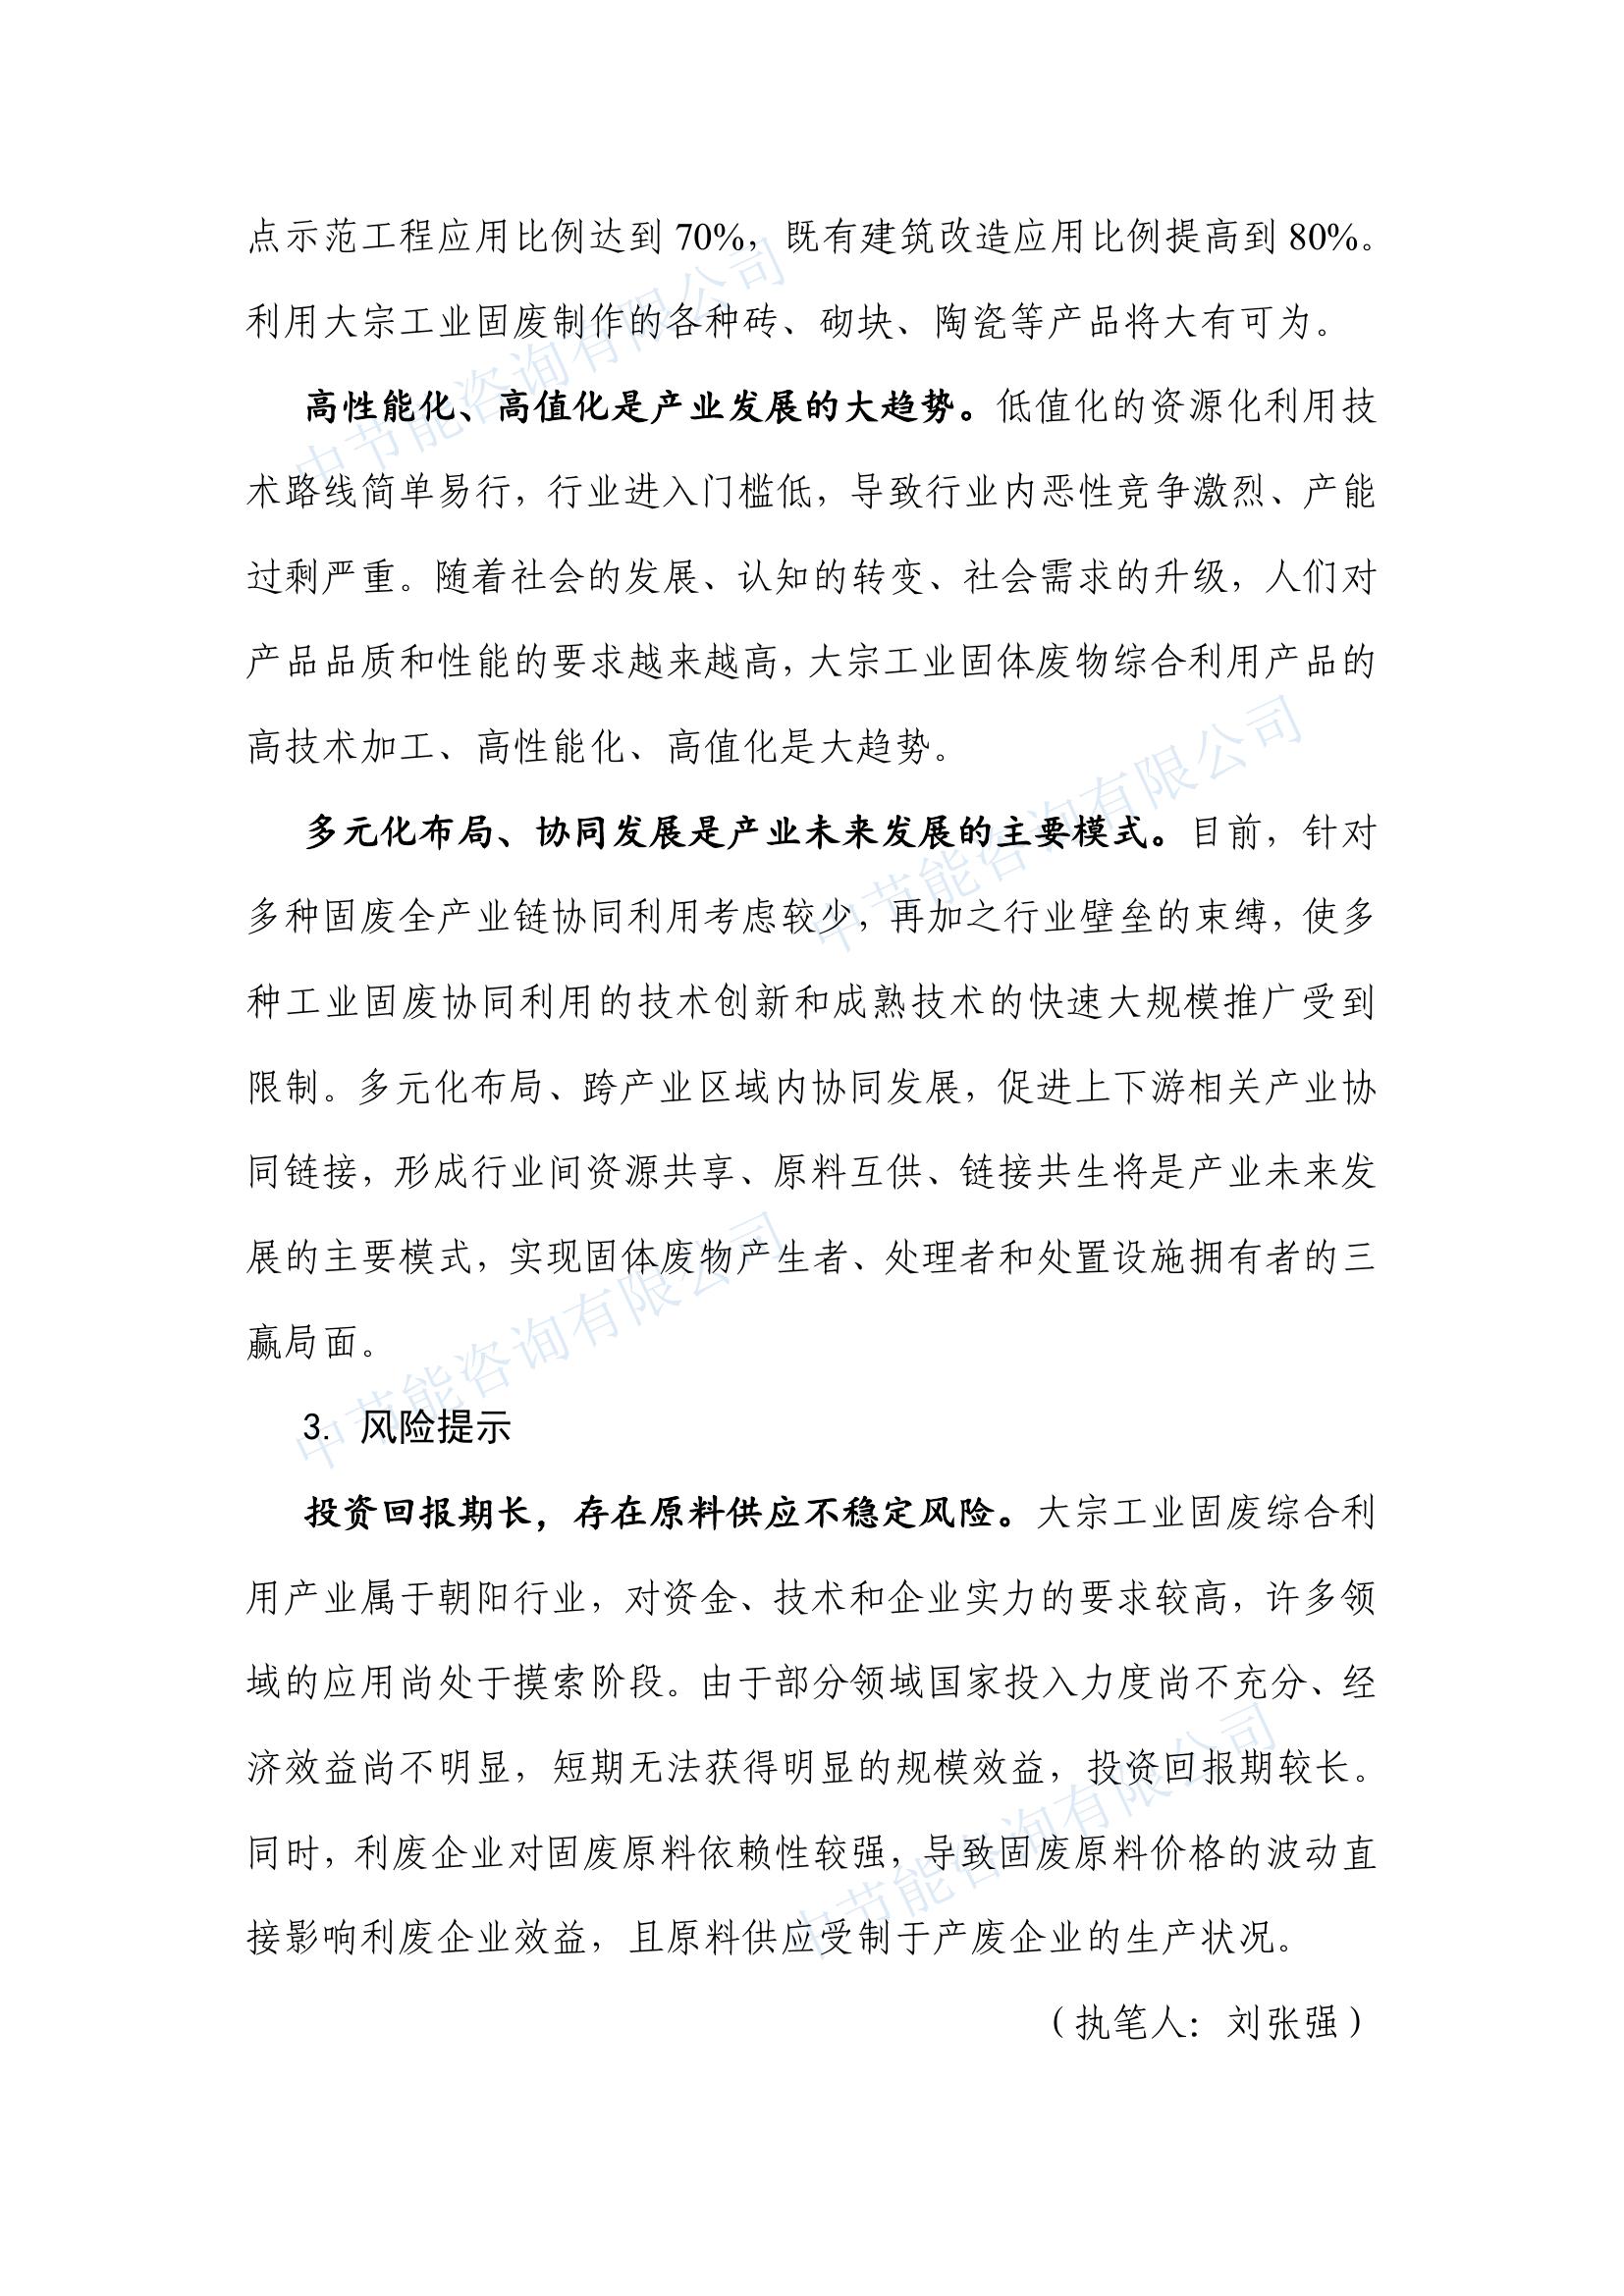 点示范工程应用比例达到 70%，既有建筑改造应用比例提高到 80%。
利用大宗工业固废制作的各种砖、砌块、陶瓷等产品将大有可为。
高性能化、高值化是产业发展的大趋势。低值化的资源化利用技
术路线简单易行，行业进入门槛低，导致行业内恶性竞争激烈、产能
过剩严重。随着社会的发展、认知的转变、社会需求的升级，人们对
产品品质和性能的要求越来越高，大宗工业固体废物综合利用产品的
高技术加工、高性能化、高值化是大趋势。
多元化布局、协同发展是产业未来发展的主要模式。目前，针对
多种固废全产业链协同利用考虑较少，再加之行业壁垒的束缚，使多
种工业固废协同利用的技术创新和成熟技术的快速大规模推广受到
限制。多元化布局、跨产业区域内协同发展，促进上下游相关产业协
同链接，形成行业间资源共享、原料互供、链接共生将是产业未来发
展的主要模式，实现固体废物产生者、处理者和处置设施拥有者的三
赢局面。
3. 风险提示
投资回报期长，存在原料供应不稳定风险。大宗工业固废综合利
用产业属于朝阳行业，对资金、技术和企业实力的要求较高，许多领
域的应用尚处于摸索阶段。由于部分领域国家投入力度尚不充分、经
济效益尚不明显，短期无法获得明显的规模效益，投资回报期较长。
同时，利废企业对固废原料依赖性较强，导致固废原料价格的波动直
接影响利废企业效益，且原料供应受制于产废企业的生产状况。
（执笔人：刘张强）
中节能咨询有限公司
中节能咨询有限公司
中节能咨询有限公司
中节能咨询有限公司